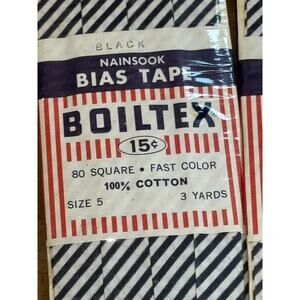 BLACK
NAINSOOK
BIAS TAPE
BOILTEX
15¢
80 SQUARE • FAST COLOR
100% COTTON
SIZE 5 3 YARDS